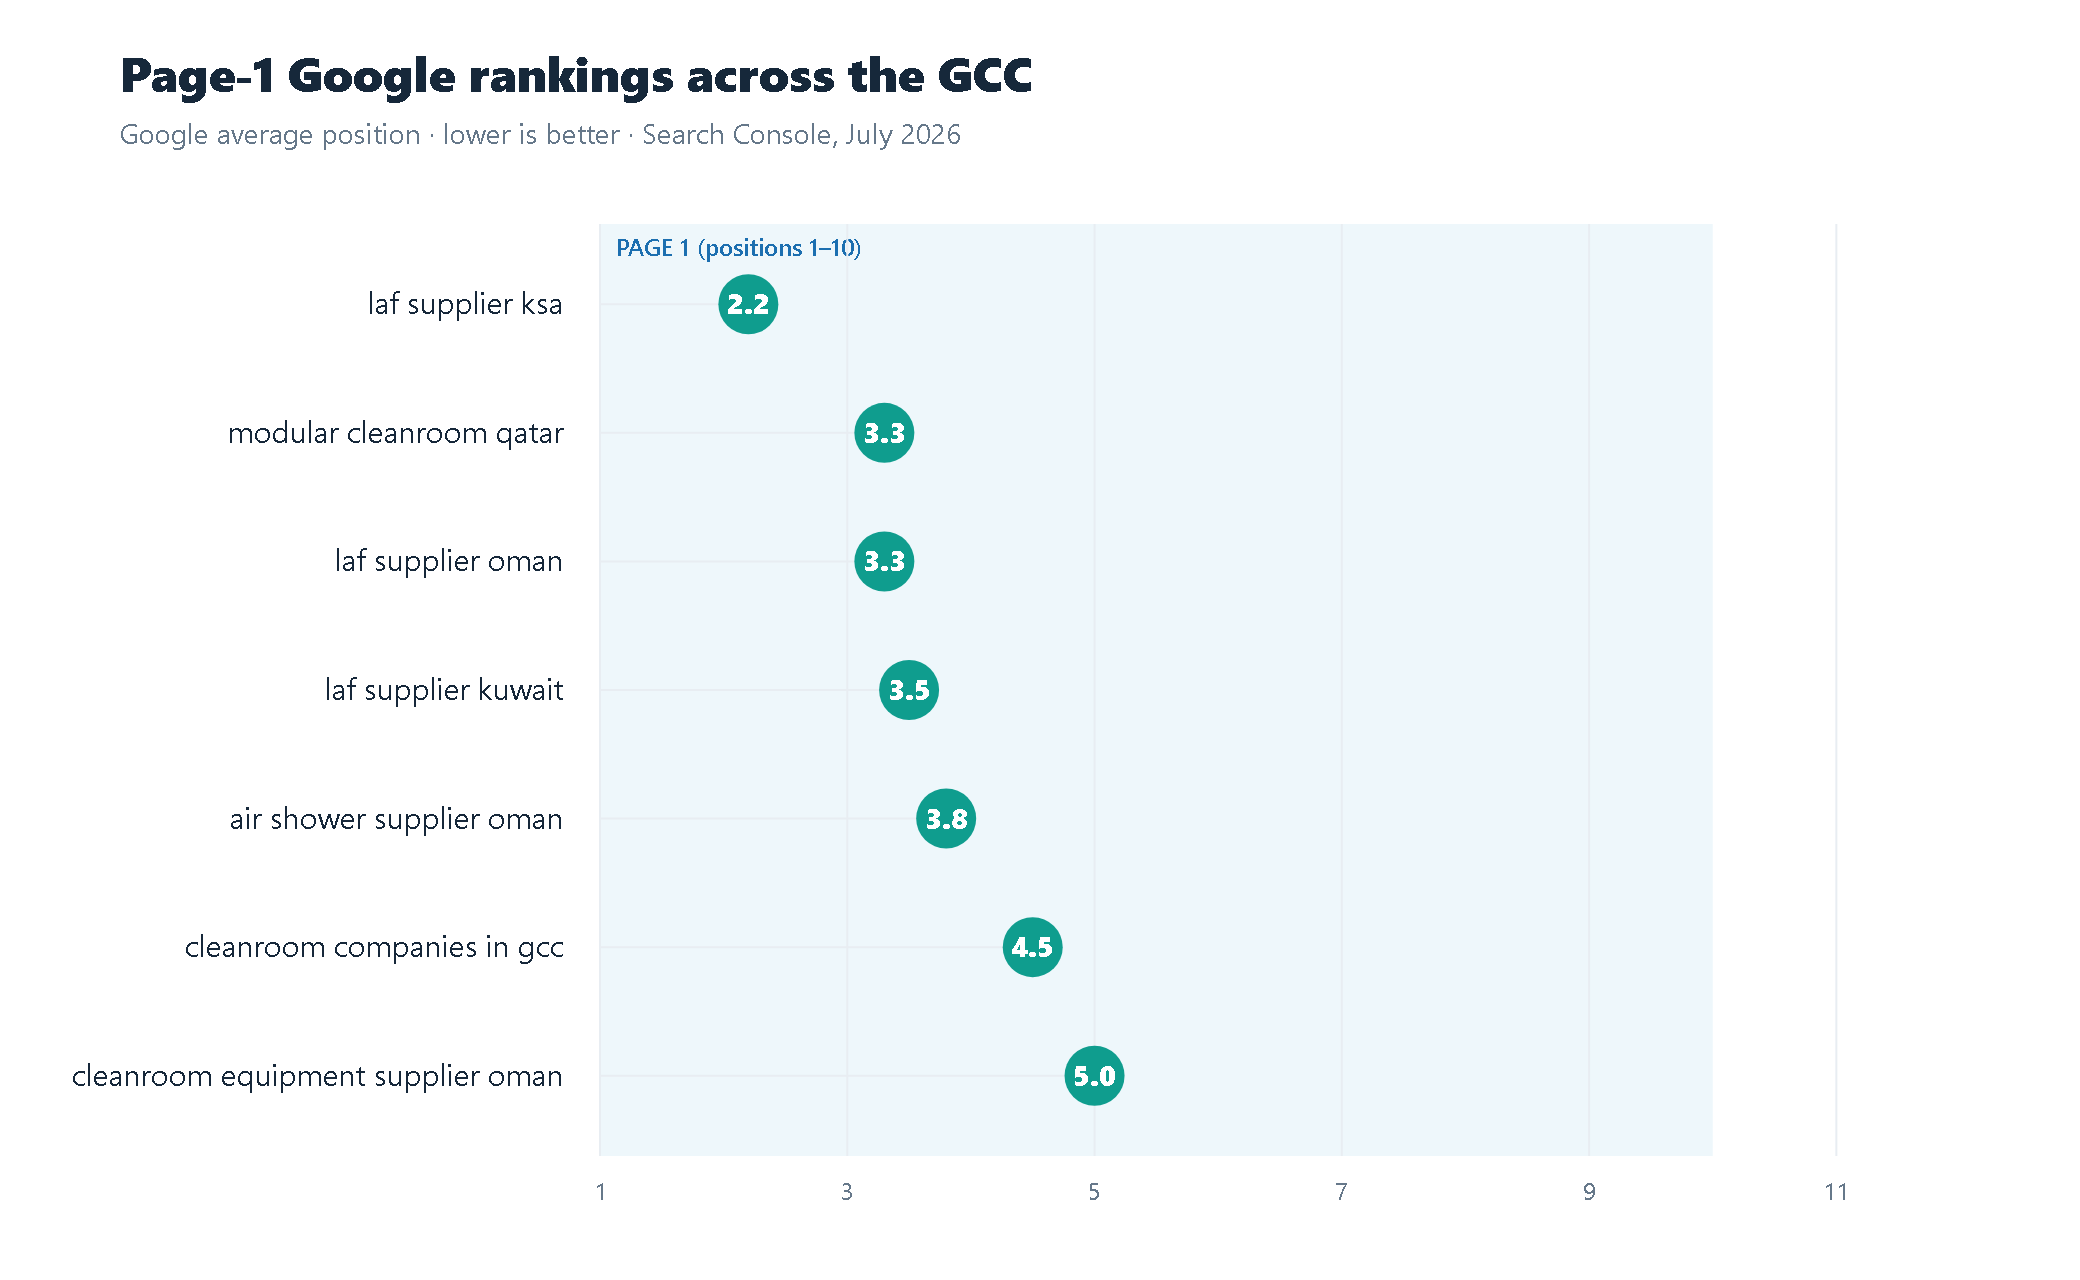 Page-1 Google rankings across the GCC
Google average position · lower is better · Search Console, July 2026
PAGE 1 (positions 1–10)
laf supplier ksa 2.2
modular cleanroom qatar 3.3
laf supplier oman 3.3
laf supplier kuwait 3.5
air shower supplier oman 3.8
cleanroom companies in gcc 4.5
cleanroom equipment supplier oman 5.0
1 3 5 7 9 11